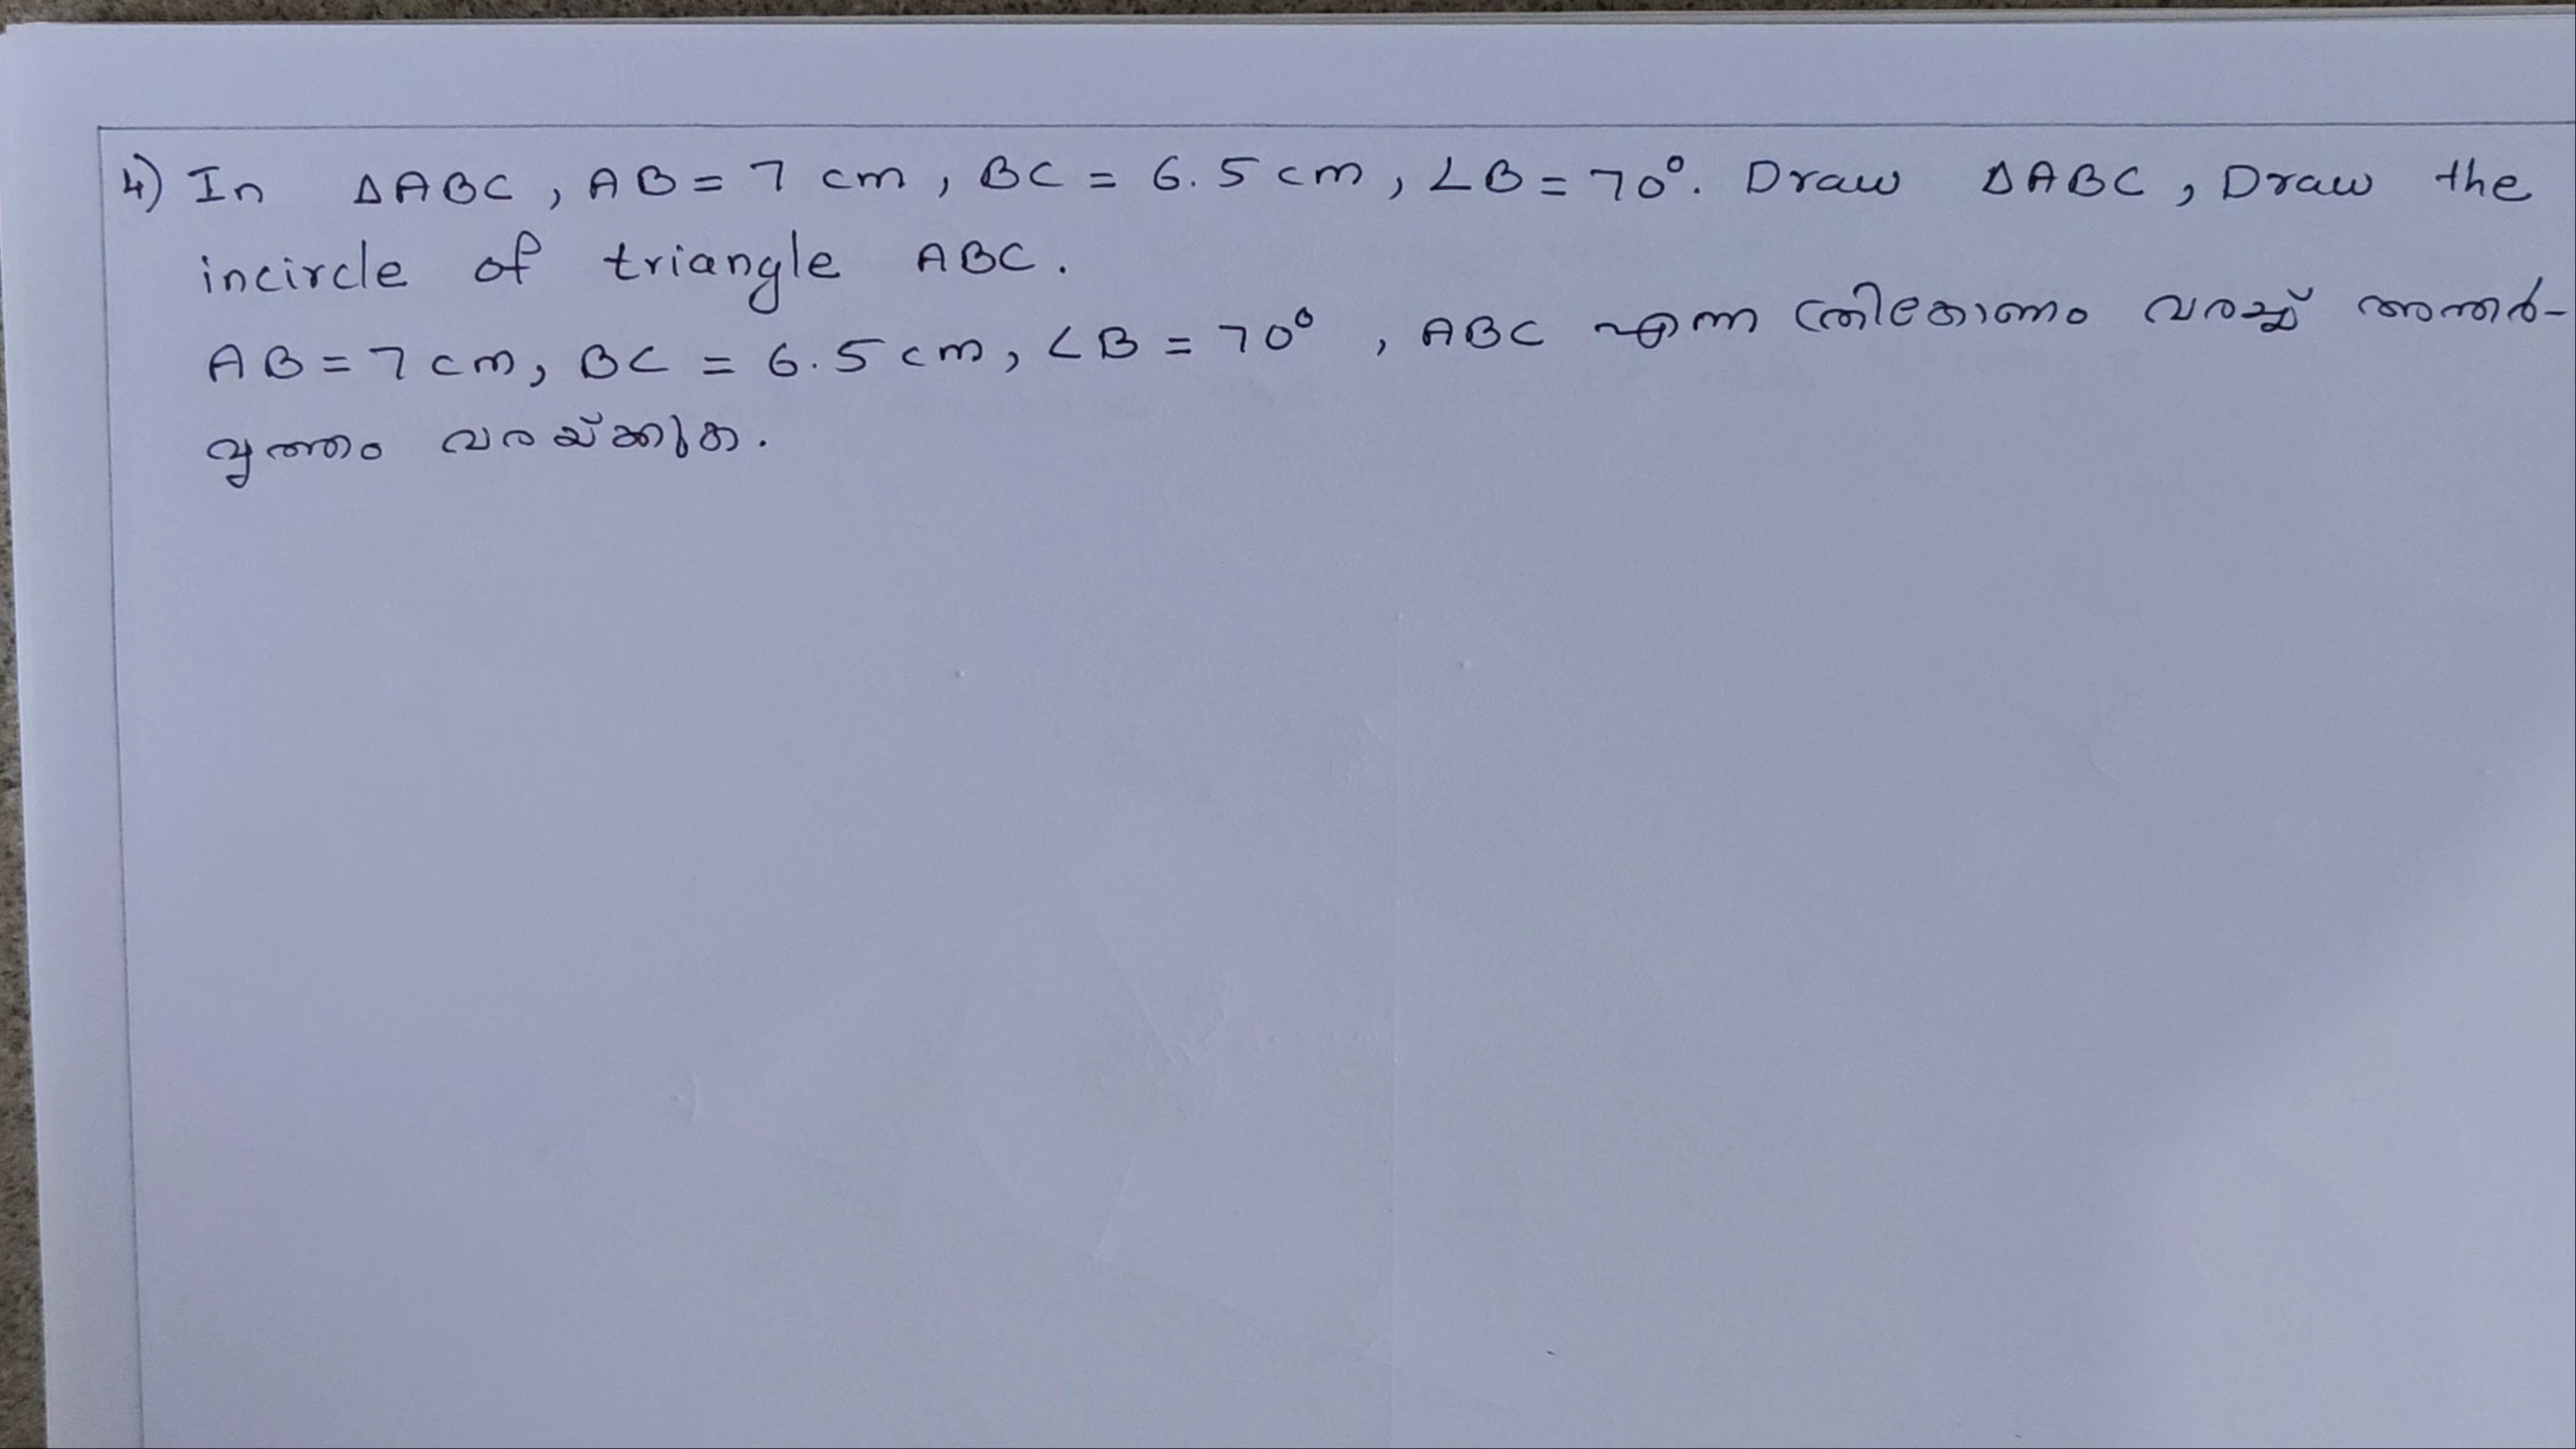 4) In ΔABC, AB = 7 cm, BC = 6.5 cm, ∠B = 70°. Draw ΔABC, Draw the
incircle of triangle ABC.
AB = 7 cm, BC = 6.5 cm, ∠B = 70°, ABC എന്ന ത്രികോണം വരച്ച് അന്തർ-
വൃത്തം വരയ്ക്കുക.